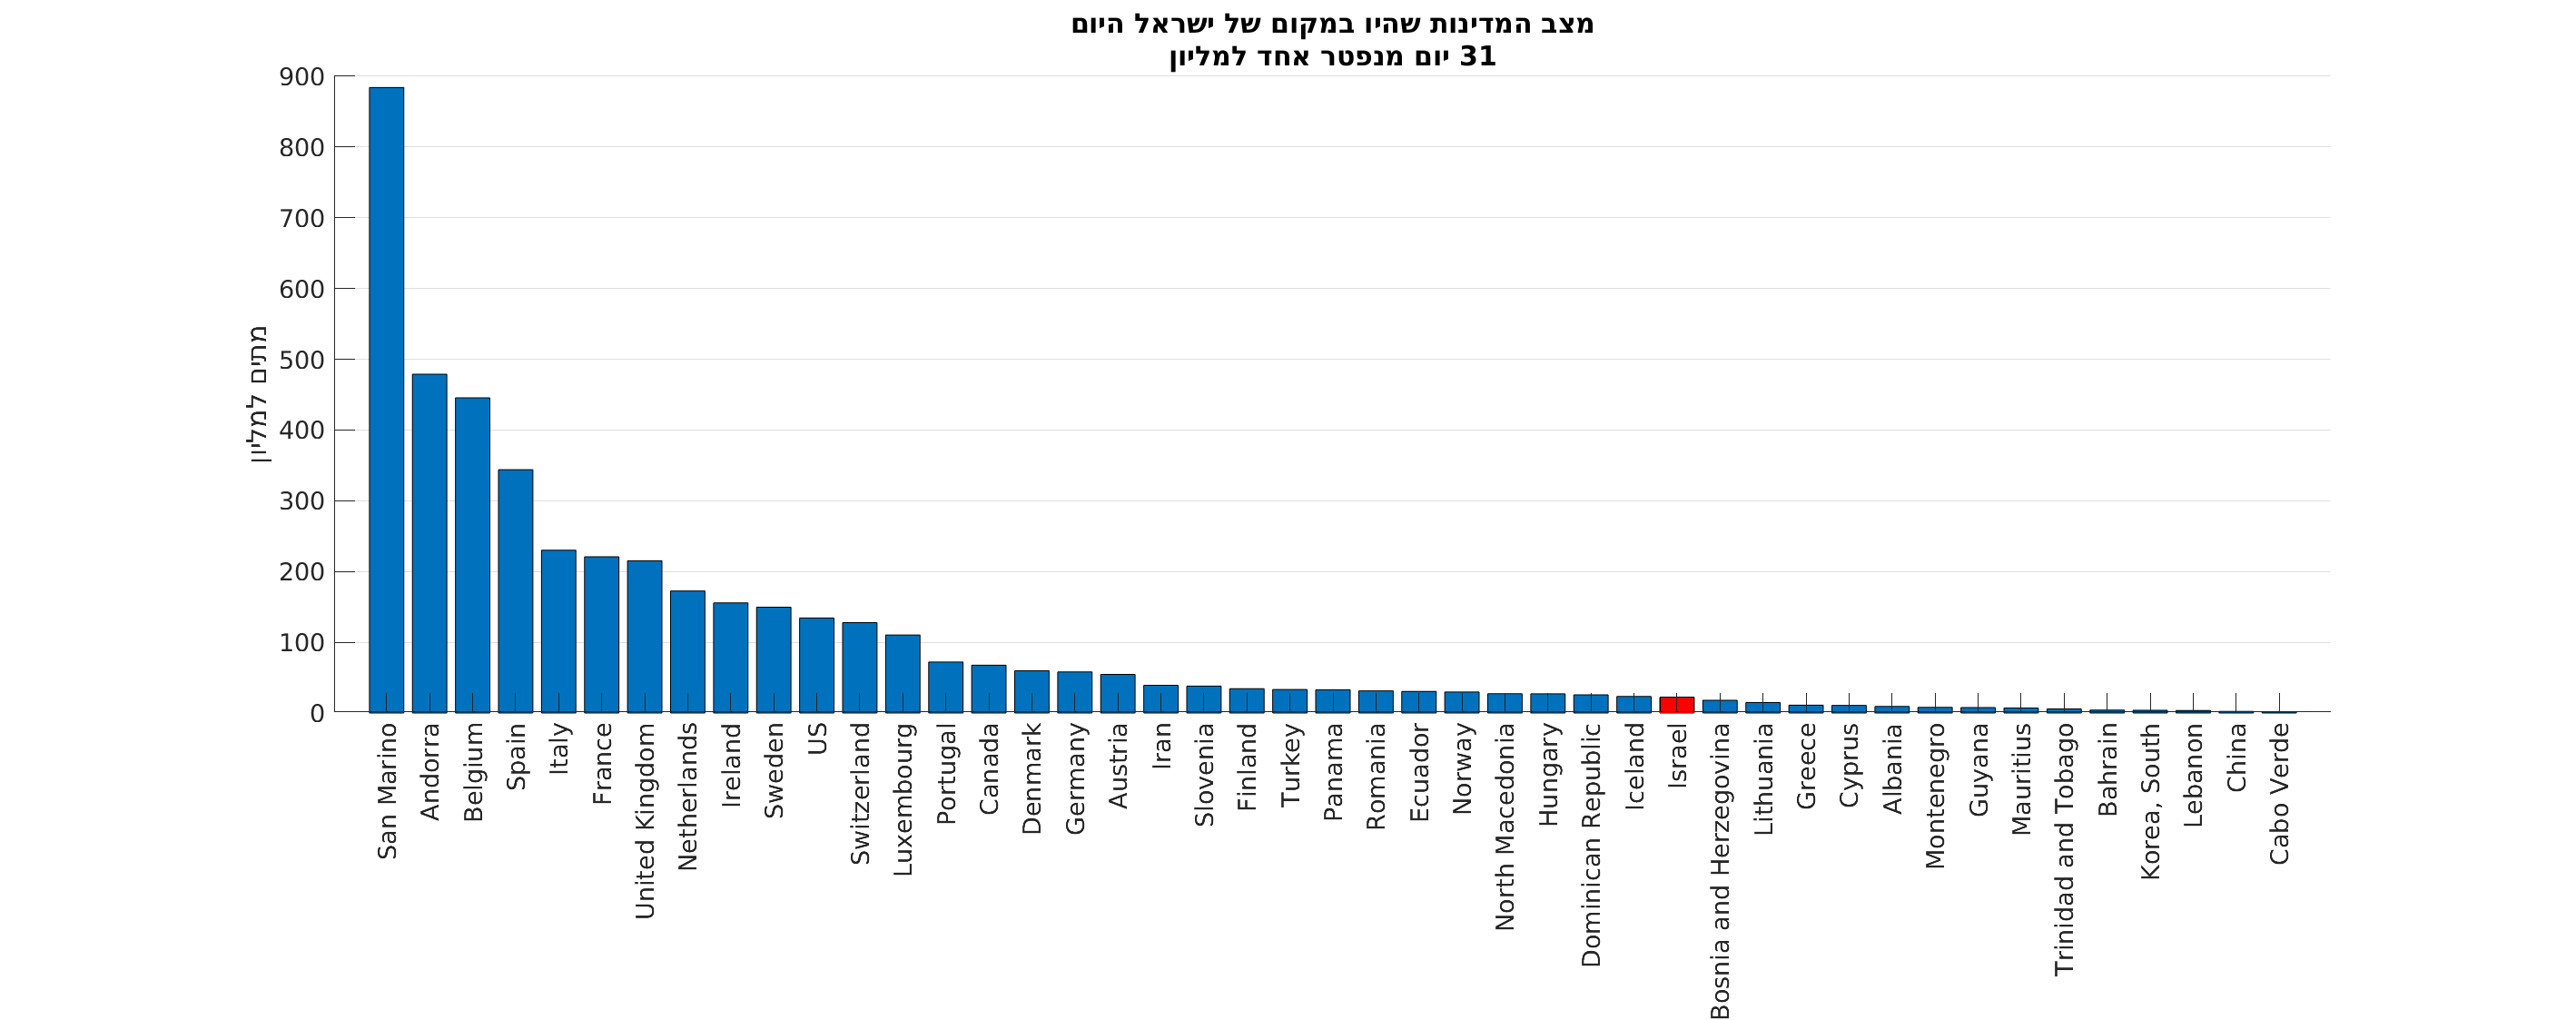 מצב המדינות שהיו במקום של ישראל היום
31 יום מנפטר אחד למליון
מתים למליון
900
800
700
600
500
400
300
200
100
0
San Marino
Andorra
Belgium
Spain
Italy
France
United Kingdom
Netherlands
Ireland
Sweden
US
Switzerland
Luxembourg
Portugal
Canada
Denmark
Germany
Austria
Iran
Slovenia
Finland
Turkey
Panama
Romania
Ecuador
Norway
North Macedonia
Hungary
Dominican Republic
Iceland
Israel
Bosnia and Herzegovina
Lithuania
Greece
Cyprus
Albania
Montenegro
Guyana
Mauritius
Trinidad and Tobago
Bahrain
Korea, South
Lebanon
China
Cabo Verde